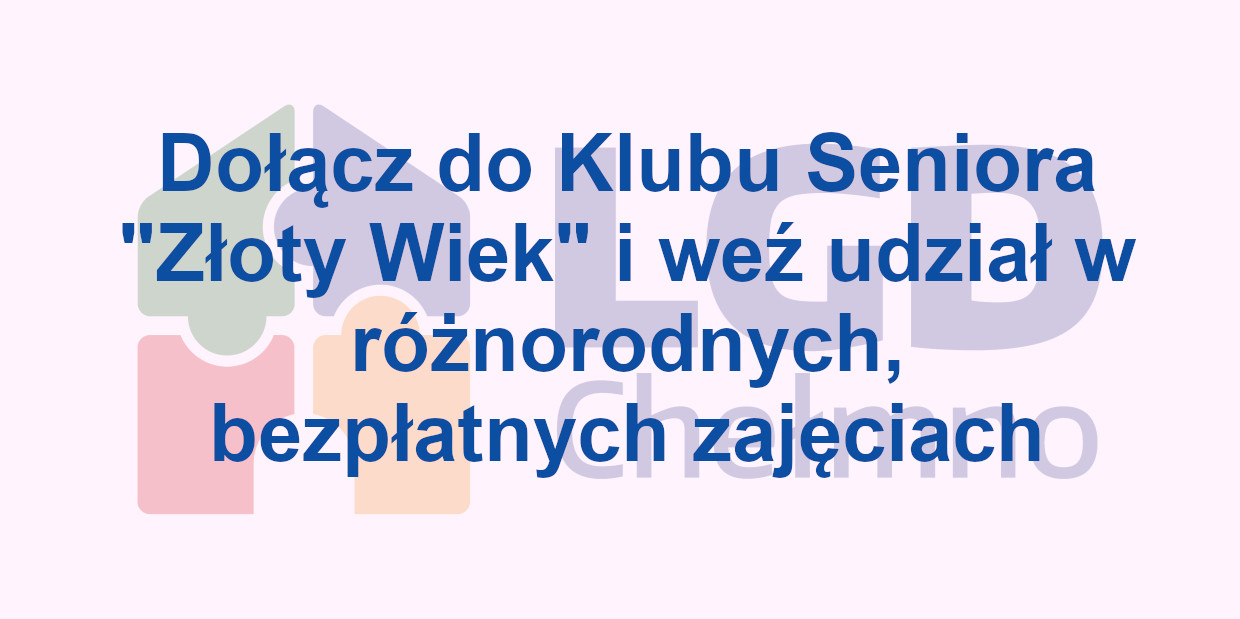 Dołącz do Klubu Seniora
"Złoty Wiek" i weź udział w
różnorodnych,
bezpłatnych zajęciach
LGD
Chełmno